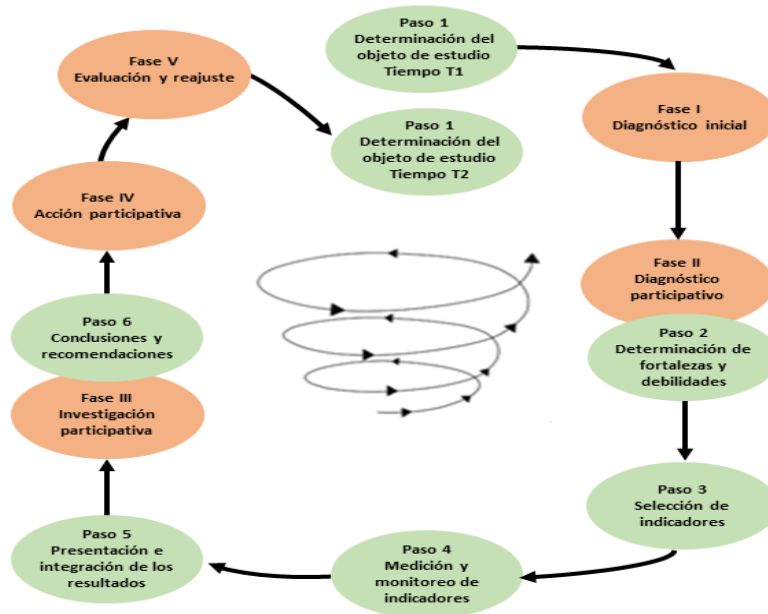 Paso 1
Determinación del
objeto de estudio
Tiempo T1
Fase I
Diagnóstico inicial
Fase II
Diagnóstico
participativo
Paso 2
Determinación de
fortalezas y
debilidades
Paso 3
Selección de
indicadores
Paso 4
Medición y
monitoreo de
indicadores
Paso 5
Presentación e
integración de los
resultados
Fase III
Investigación
participativa
Paso 6
Conclusiones y
recomendaciones
Fase IV
Acción participativa
Fase V
Evaluación y reajuste
Paso 1
Determinación del
objeto de estudio
Tiempo T2